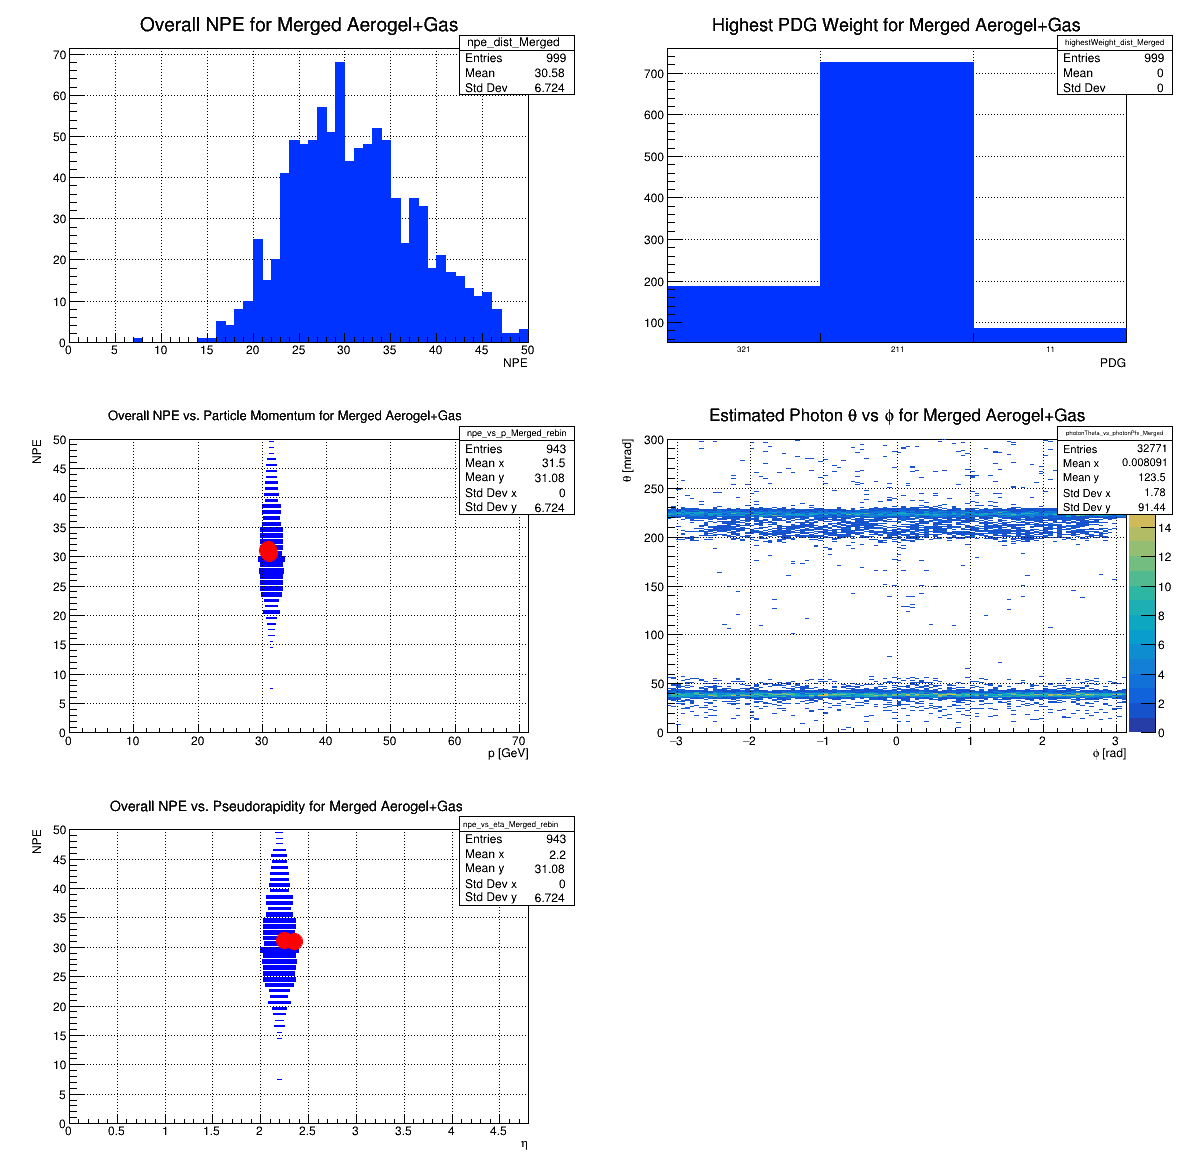 Overall NPE for Merged Aerogel+Gas
npe_dist_Merged
Entries 999
Mean 30.58
Std Dev 6.724
70
60
50
40
30
20
10
0
0 5 10 15 20 25 30 35 40 45 50
NPE
Highest PDG Weight for Merged Aerogel+Gas
highestWeight_dist_Merged
Entries 999
Mean 0
Std Dev 0
700
600
500
400
300
200
100
321 211 11
PDG
Overall NPE vs. Particle Momentum for Merged Aerogel+Gas
npe_vs_p_Merged_rebin
Entries 943
Mean x 31.5
Mean y 31.08
Std Dev x 0
Std Dev y 6.724
NPE
50
45
40
35
30
25
20
15
10
5
0
0 10 20 30 40 50 60 70
p [GeV]
Estimated Photon θ vs ϕ for Merged Aerogel+Gas
photonTheta_vs_photonPhi_Merged
Entries 32771
Mean x 0.008091
Mean y 123.5
Std Dev x 1.78
Std Dev y 91.44
θ [mrad]
300
250
200
150
100
50
0
−3 −2 −1 0 1 2 3
ϕ [rad]
14
12
10
8
6
4
2
0
Overall NPE vs. Pseudorapidity for Merged Aerogel+Gas
npe_vs_eta_Merged_rebin
Entries 943
Mean x 2.2
Mean y 31.08
Std Dev x 0
Std Dev y 6.724
NPE
50
45
40
35
30
25
20
15
10
5
0
0 0.5 1 1.5 2 2.5 3 3.5 4 4.5
η